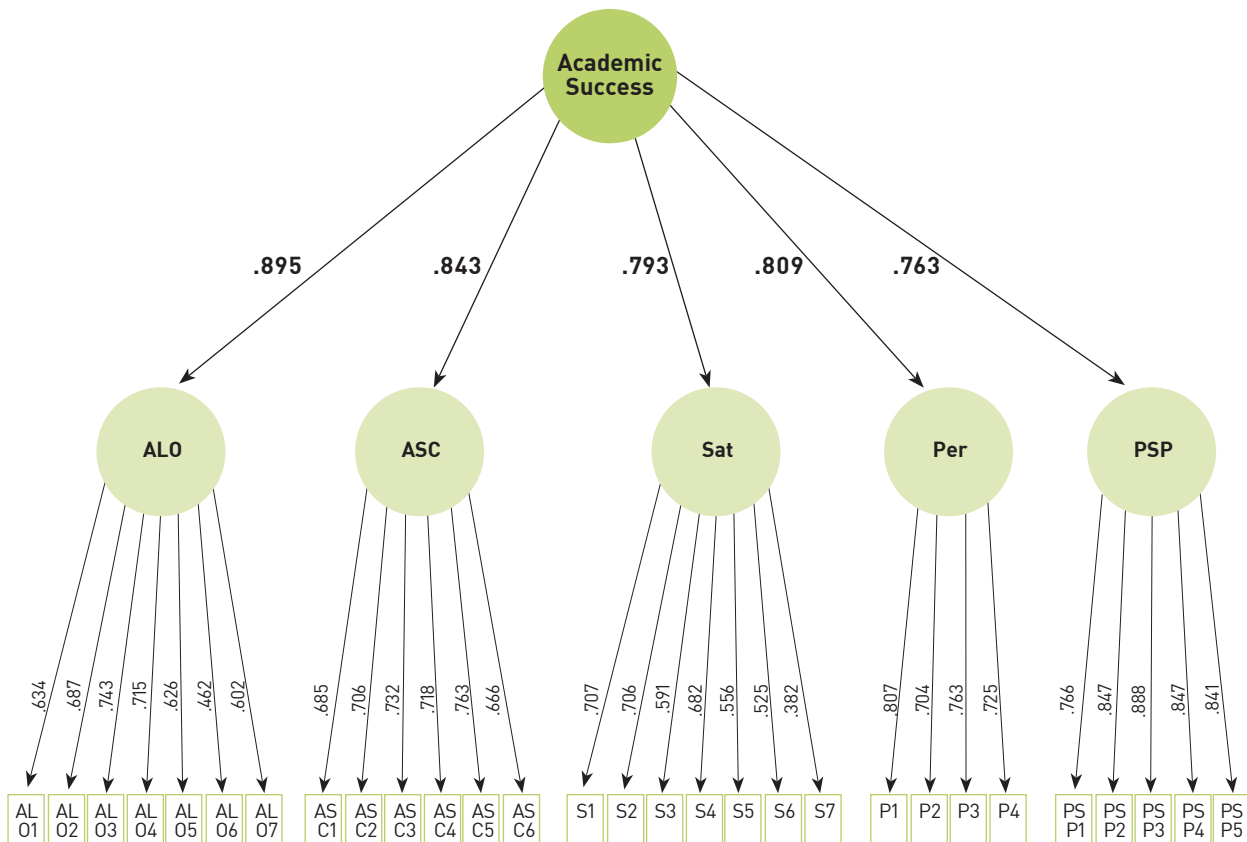 Academic
Success
.895
.843
.793
.809
.763
ALO
ASC
Sat
Per
PSP
.634
.687
.743
.715
.626
.462
.602
.685
.706
.732
.718
.763
.666
.707
.706
.591
.682
.556
.525
.382
.807
.704
.763
.725
.766
.847
.888
.847
.841
AL
O1
AL
O2
AL
O3
AL
O4
AL
O5
AL
O6
AL
O7
AS
C1
AS
C2
AS
C3
AS
C4
AS
C5
AS
C6
S1
S2
S3
S4
S5
S6
S7
P1
P2
P3
P4
PS
P1
PS
P2
PS
P3
PS
P4
PS
P5